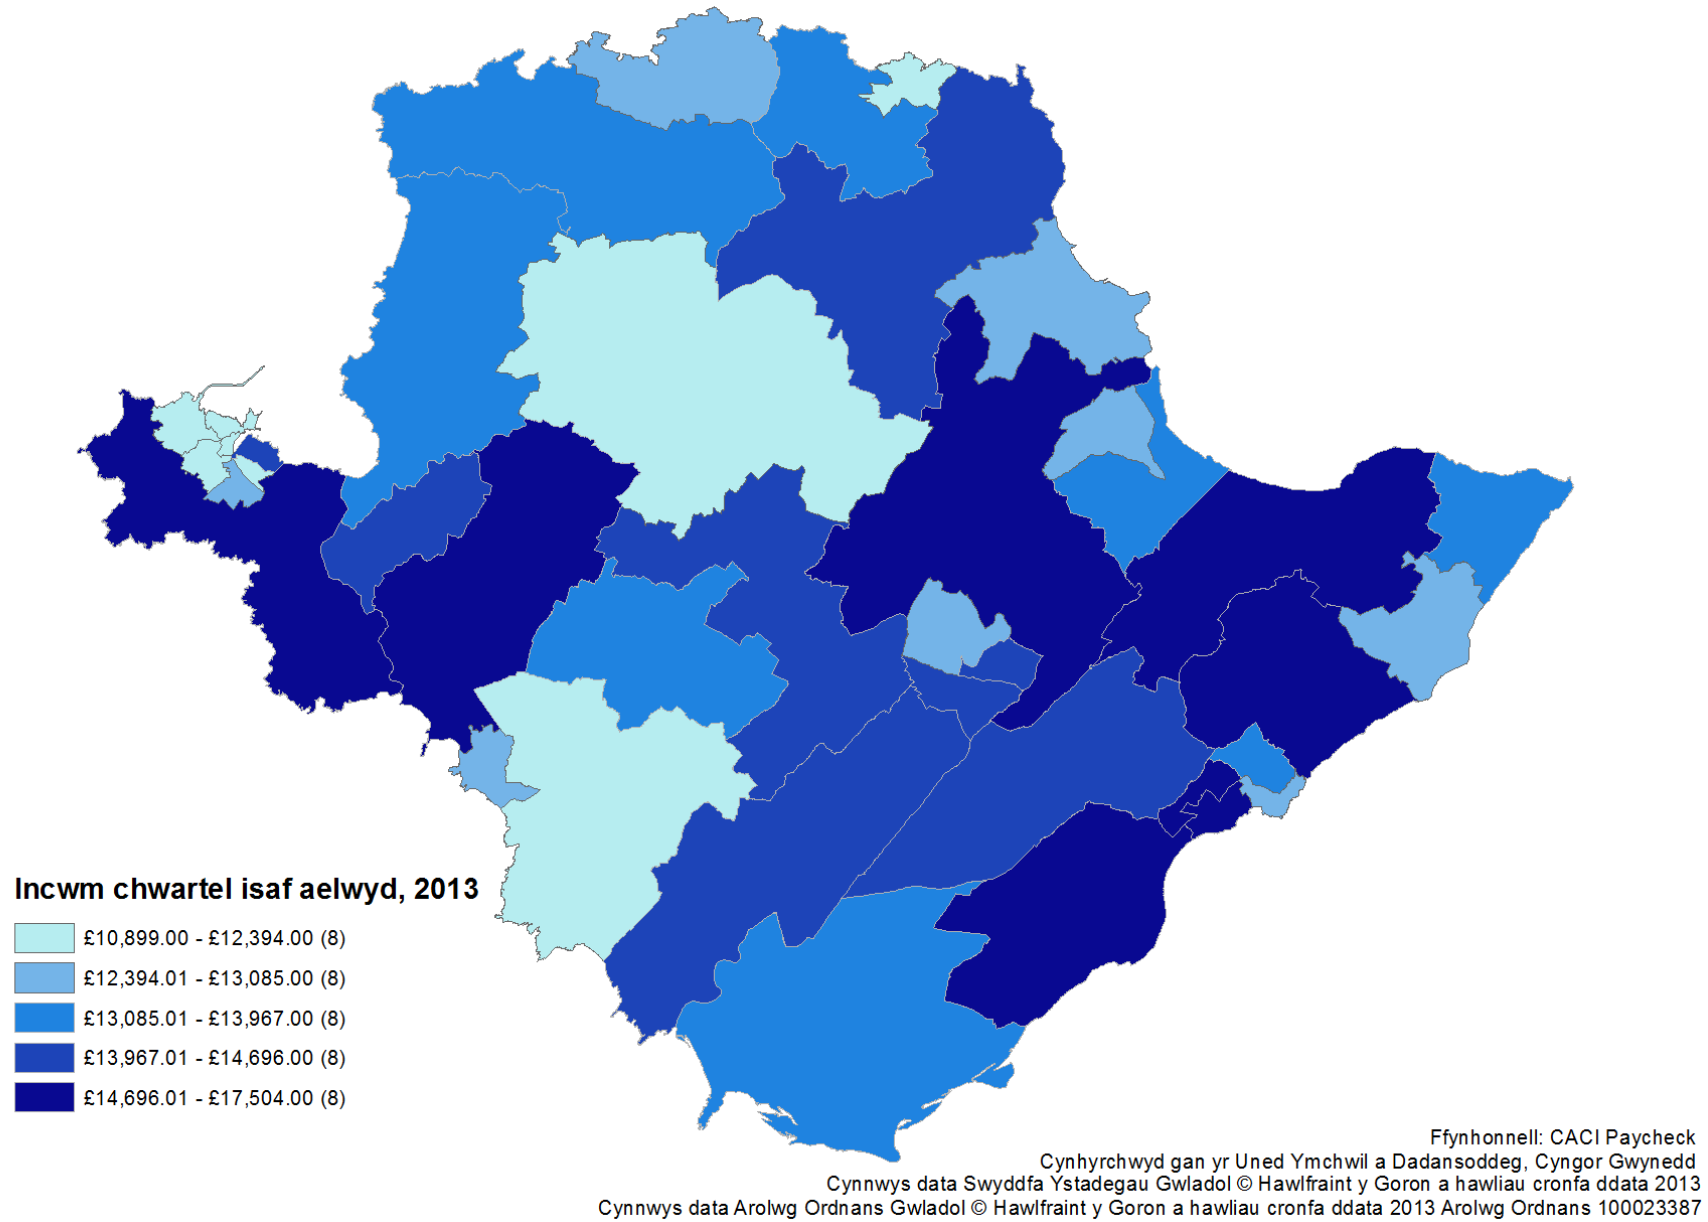 Incwm chwartel isaf aelwyd, 2013
£10,899.00 - £12,394.00 (8)
£12,394.01 - £13,085.00 (8)
£13,085.01 - £13,967.00 (8)
£13,967.01 - £14,696.00 (8)
£14,696.01 - £17,504.00 (8)
Ffynhonnell: CACI Paycheck
Cynhyrchwyd gan yr Uned Ymchwil a Dadansoddeg, Cyngor Gwynedd
Cynnwys data Swyddfa Ystadegau Gwladol © Hawlfraint y Goron a hawliau cronfa ddata 2013
Cynnwys data Arolwg Ordnans Gwladol © Hawlfraint y Goron a hawliau cronfa ddata 2013 Arolwg Ordnans 100023387